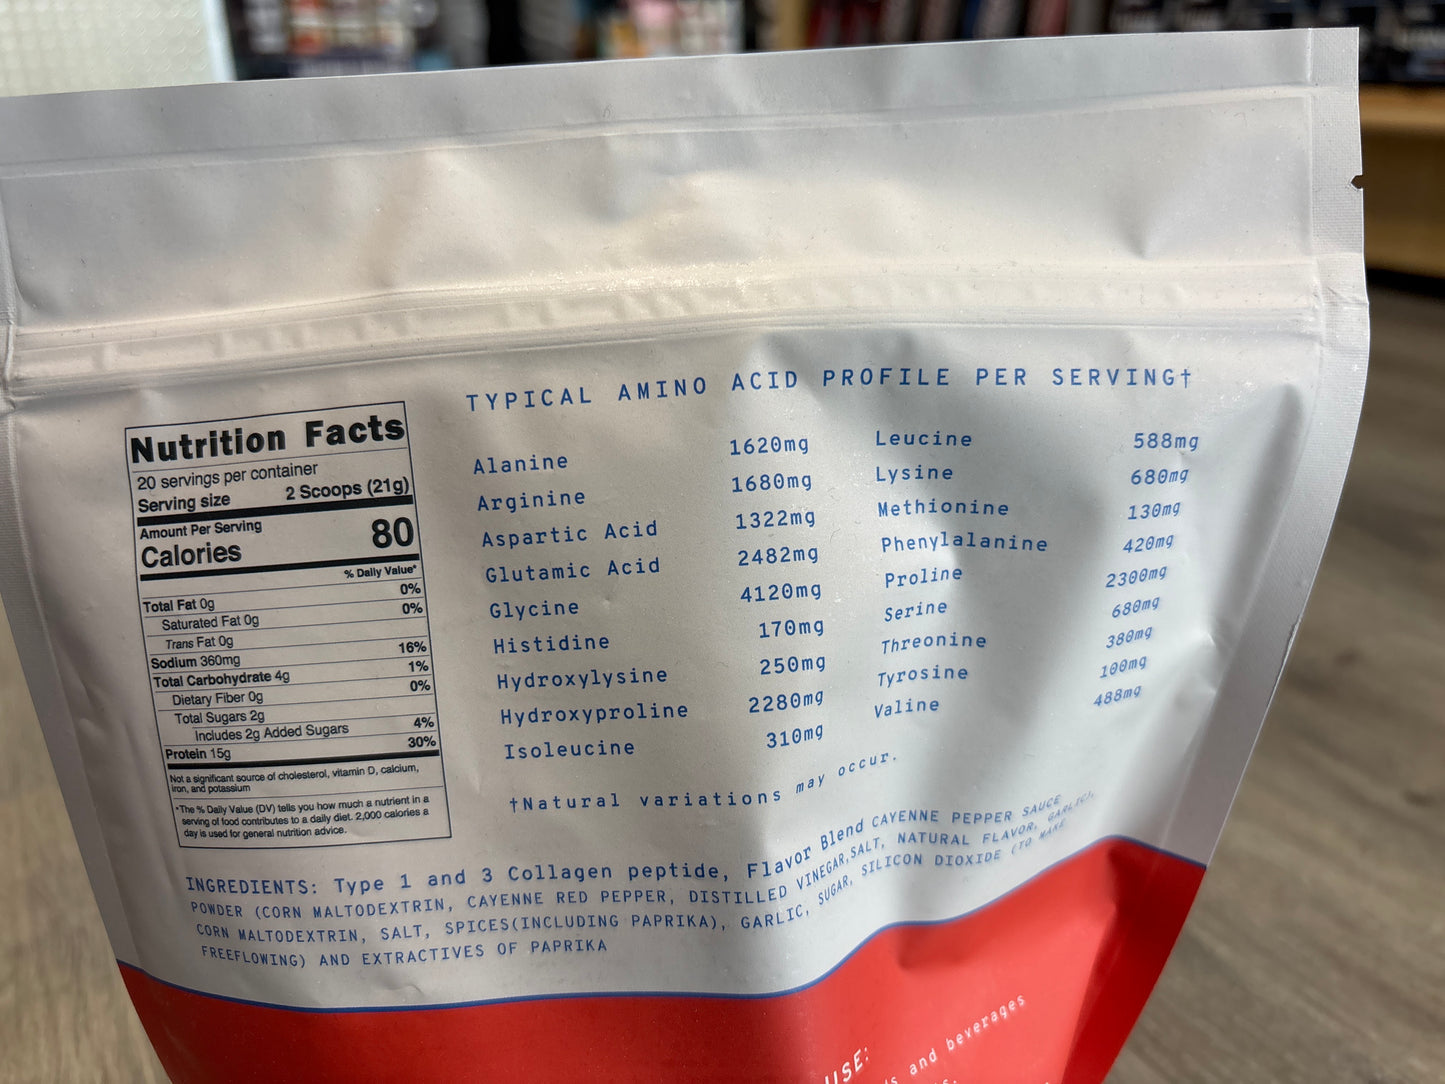 Nutrition Facts
20 servings per container
Serving size 2 Scoops (21g)
Amount Per Serving
Calories 80
% Daily Value*
Total Fat 0g 0%
Saturated Fat 0g 0%
Trans Fat 0g
Sodium 360mg 16%
Total Carbohydrate 4g 1%
Dietary Fiber 0g 0%
Total Sugars 2g
Includes 2g Added Sugars 4%
Protein 15g 30%
Not a significant source of cholesterol, vitamin D, calcium,
iron, and potassium
*The % Daily Value (DV) tells you how much a nutrient in a
serving of food contributes to a daily diet. 2,000 calories a
day is used for general nutrition advice.
TYPICAL AMINO ACID PROFILE PER SERVING†
Alanine 1620mg
Arginine 1680mg
Aspartic Acid 1322mg
Glutamic Acid 2482mg
Glycine 4120mg
Histidine 170mg
Hydroxylysine 250mg
Hydroxyproline 2280mg
Isoleucine 310mg
Leucine 588mg
Lysine 680mg
Methionine 130mg
Phenylalanine 420mg
Proline 2300mg
Serine 680mg
Threonine 380mg
Tyrosine 100mg
Valine 488mg
†Natural variations may occur.
INGREDIENTS: Type 1 and 3 Collagen peptide, Flavor Blend CAYENNE PEPPER SAUCE
POWDER (CORN MALTODEXTRIN, CAYENNE RED PEPPER, DISTILLED VINEGAR,SALT, NATURAL FLAVOR, GARLIC),
CORN MALTODEXTRIN, SALT, SPICES(INCLUDING PAPRIKA), GARLIC, SUGAR, SILICON DIOXIDE (TO MAKE
FREEFLOWING) AND EXTRACTIVES OF PAPRIKA
USE:
and beverages